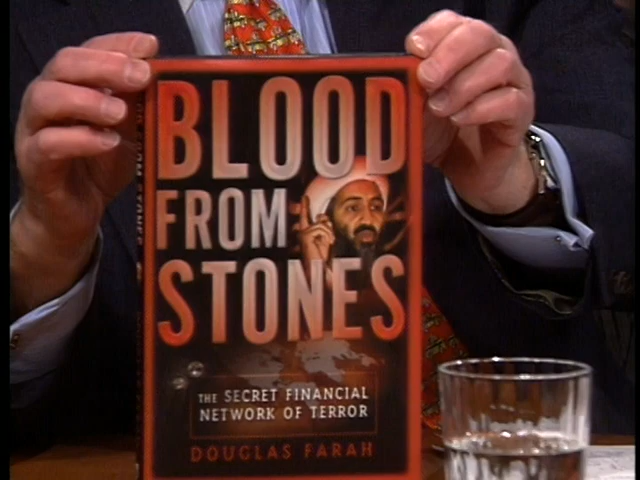 BLOOD
FROM
STONES
THE SECRET FINANCIAL
NETWORK OF TERROR
DOUGLAS FARAH